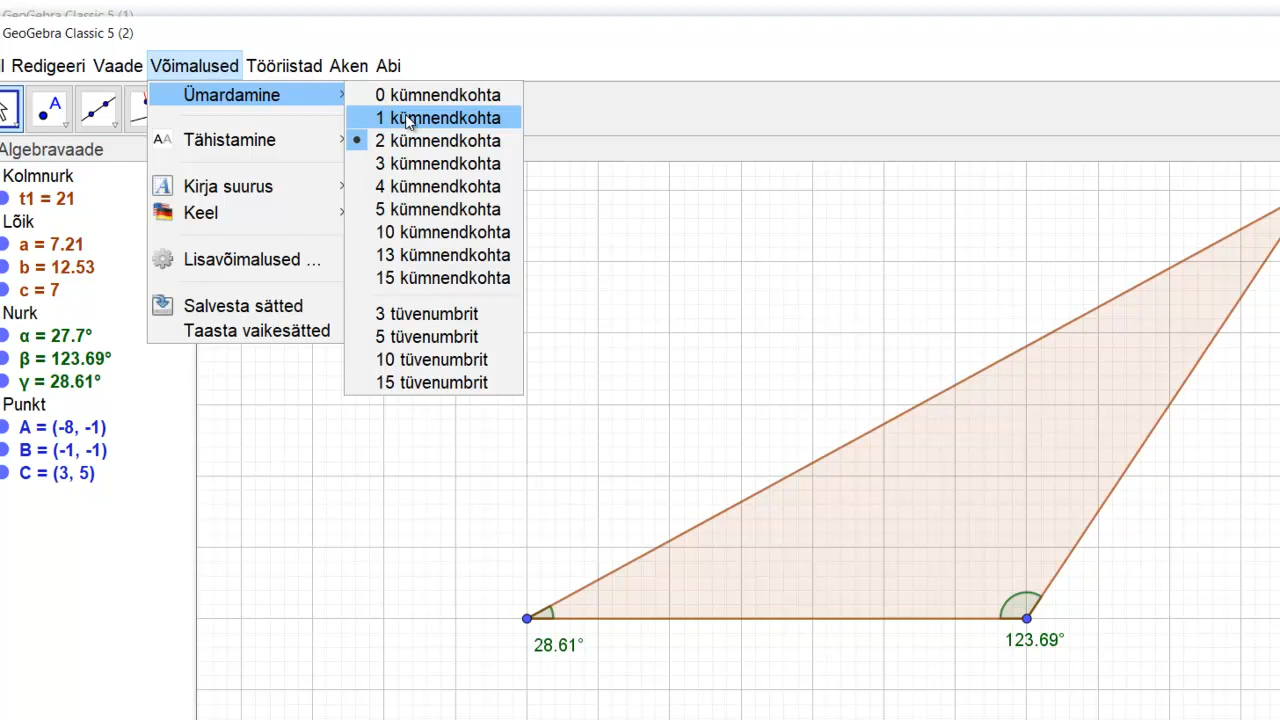 GeoGebra Classic 5 (1)
GeoGebra Classic 5 (2)
Redigeeri Vaade Võimalused Tööriistad Aken Abi
Ümardamine
Tähistamine
Kirja suurus
Keel
Lisavõimalused ...
Salvesta sätted
Taasta vaikesätted
0 kümnendkohta
1 kümnendkohta
2 kümnendkohta
3 kümnendkohta
4 kümnendkohta
5 kümnendkohta
10 kümnendkohta
13 kümnendkohta
15 kümnendkohta
3 tüvenumbrit
5 tüvenumbrit
10 tüvenumbrit
15 tüvenumbrit
A
AA
A
Algebravaade
Kolmnurk
t1 = 21
Lõik
a = 7.21
b = 12.53
c = 7
Nurk
α = 27.7°
β = 123.69°
γ = 28.61°
Punkt
A = (-8, -1)
B = (-1, -1)
C = (3, 5)
28.61°
123.69°